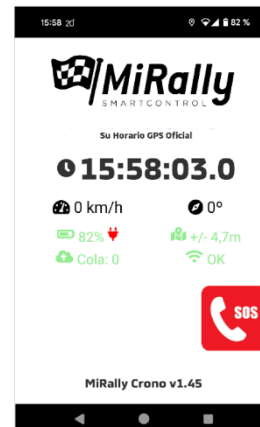 15:58 20° 82 %
MiRally
SMARTCONTROL
Su Horario GPS Oficial
15:58:03.0
0 km/h 0°
82% +/- 4,7m
Cola: 0 OK
SOS
MiRally Crono v1.45